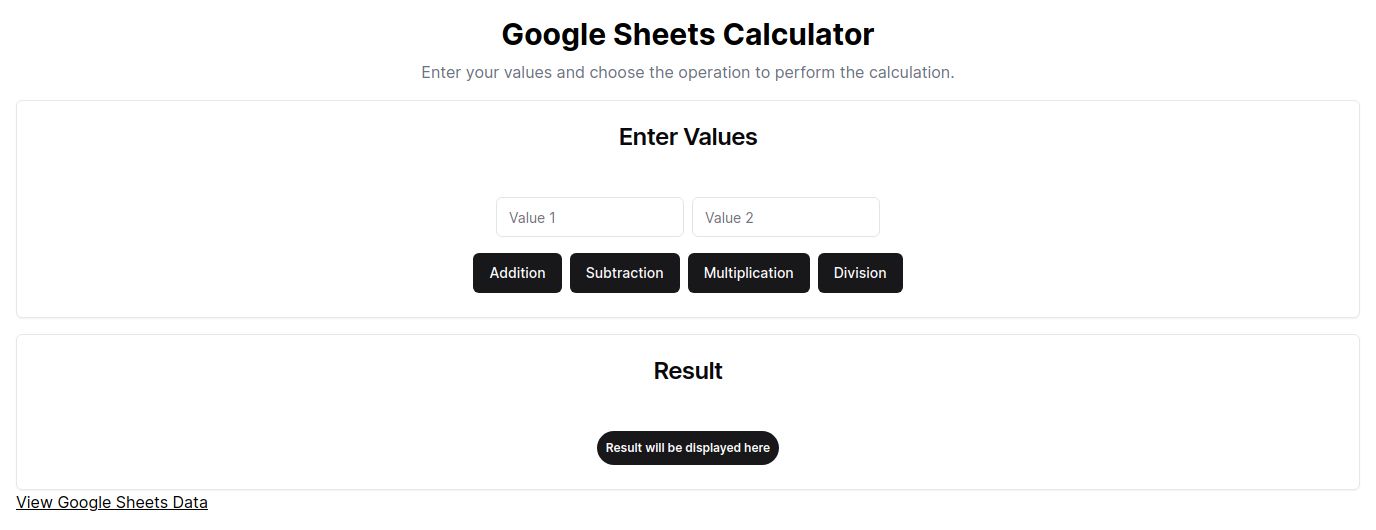 Google Sheets Calculator
Enter your values and choose the operation to perform the calculation.
Enter Values
Value 1 Value 2
Addition Subtraction Multiplication Division
Result
Result will be displayed here
View Google Sheets Data